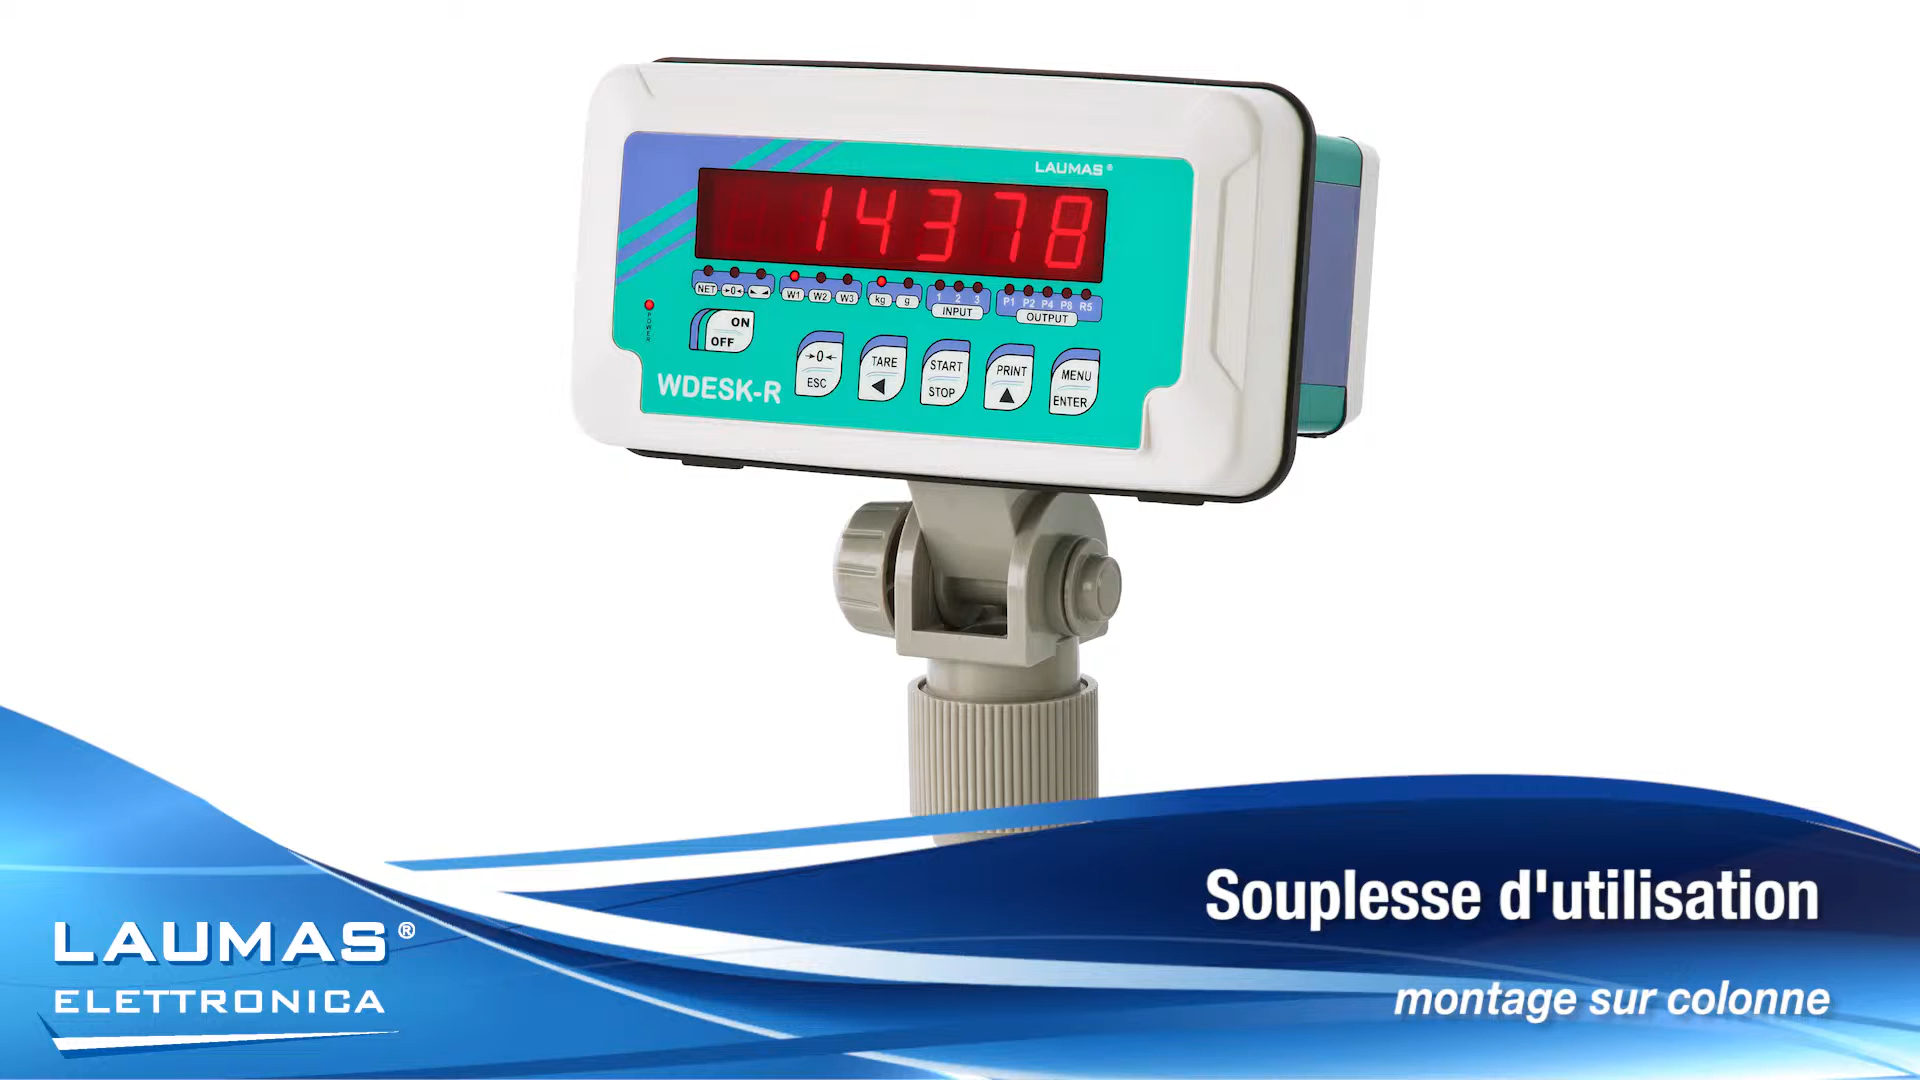 LAUMAS®
14378
NET →0←
W1 W2 W3
kg g
1 2 3
INPUT
P1 P2 P4 P8 R5
OUTPUT
POWER
ON
OFF
→0←
ESC
TARE
◀
START
STOP
PRINT
▲
MENU
ENTER
WDESK-R
Souplesse d'utilisation
montage sur colonne
LAUMAS®
ELETTRONICA